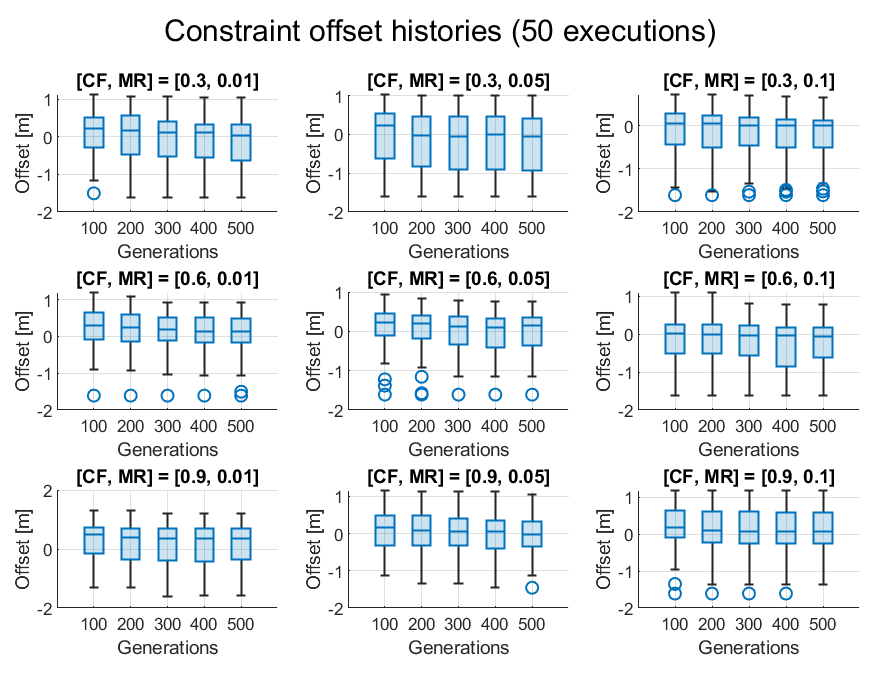 Constraint offset histories (50 executions)
[CF, MR] = [0.3, 0.01]
[CF, MR] = [0.3, 0.05]
[CF, MR] = [0.3, 0.1]
Offset [m]
1
0
-1
-2
100 200 300 400 500
Generations
Offset [m]
1
0
-1
-2
100 200 300 400 500
Generations
Offset [m]
0
-1
-2
100 200 300 400 500
Generations
[CF, MR] = [0.6, 0.01]
[CF, MR] = [0.6, 0.05]
[CF, MR] = [0.6, 0.1]
Offset [m]
1
0
-1
-2
100 200 300 400 500
Generations
Offset [m]
1
0
-1
-2
100 200 300 400 500
Generations
Offset [m]
1
0
-1
-2
100 200 300 400 500
Generations
[CF, MR] = [0.9, 0.01]
[CF, MR] = [0.9, 0.05]
[CF, MR] = [0.9, 0.1]
Offset [m]
2
0
-2
100 200 300 400 500
Generations
Offset [m]
1
0
-1
-2
100 200 300 400 500
Generations
Offset [m]
1
0
-1
-2
100 200 300 400 500
Generations